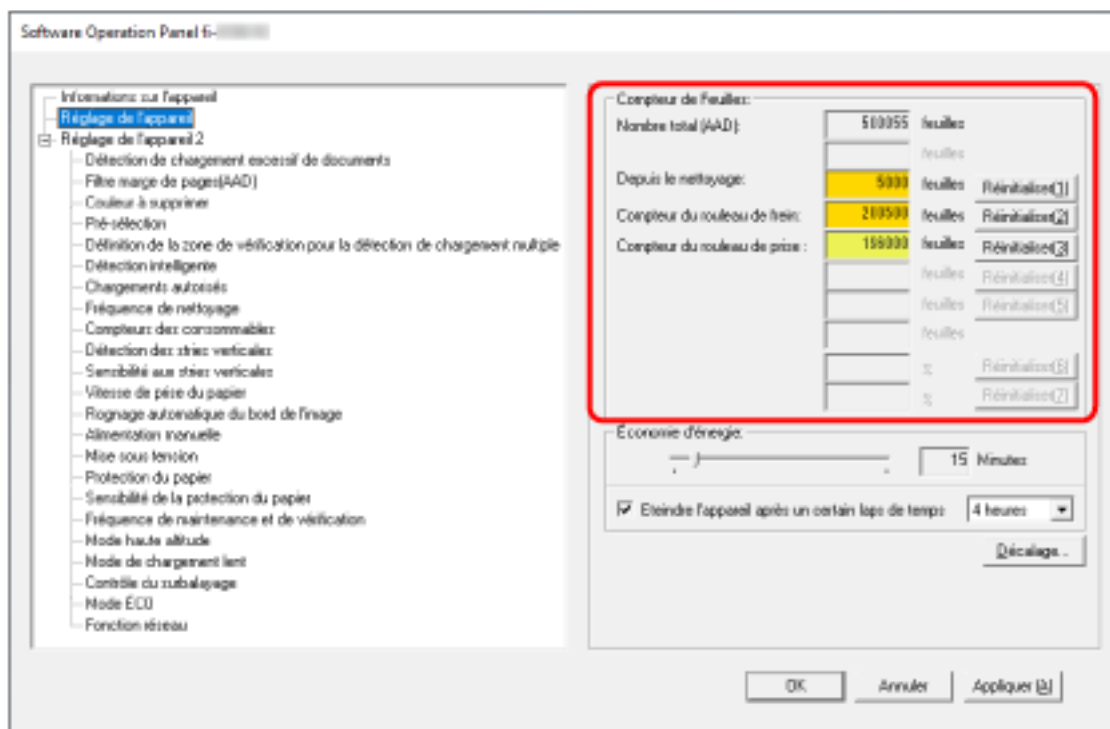 Software Operation Panel fi-
Informations sur l'appareil
Réglage de l'appareil
Réglage de l'appareil 2
Détection de chargement excessif de documents
Filtre marge de pages(AAD)
Couleur à supprimer
Pré-sélection
Définition de la zone de vérification pour la détection de chargement multiple
Détection intelligente
Chargements autorisés
Fréquence de nettoyage
Compteurs des consommables
Détection des stries verticales
Sensibilité aux stries verticales
Vitesse de prise du papier
Rognage automatique du bord de l'image
Alimentation manuelle
Mise sous tension
Protection du papier
Sensibilité de la protection du papier
Fréquence de maintenance et de vérification
Mode haute altitude
Mode de chargement lent
Contrôle du surbalayage
Mode ÉCO
Fonction réseau
Compteur de Feuilles:
Nombre total (AAD): 500055 feuilles
feuilles
Depuis le nettoyage: 5000 feuilles Réinitialiser(1)
Compteur du rouleau de frein: 200500 feuilles Réinitialiser(2)
Compteur du rouleau de prise : 196000 feuilles Réinitialiser(3)
feuilles Réinitialiser(4)
feuilles Réinitialiser(5)
feuilles
% Réinitialiser(6)
% Réinitialiser(7)
Économie d'énergie:
15 Minutes
Eteindre l'appareil après un certain laps de temps 4 heures
Décalage...
OK Annuler Appliquer (A)